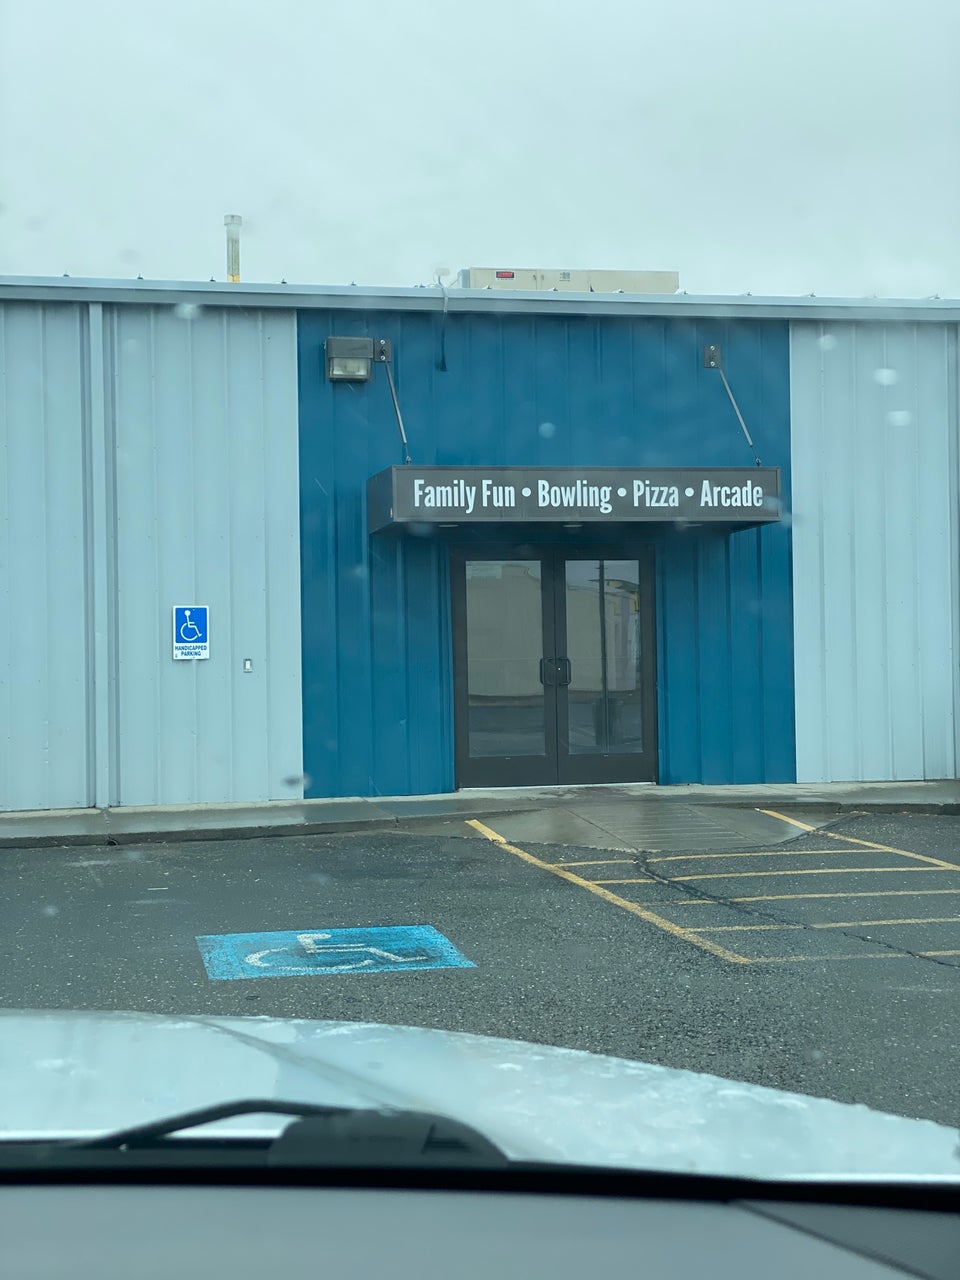 Family Fun • Bowling • Pizza • Arcade
HANDICAPPED
PARKING